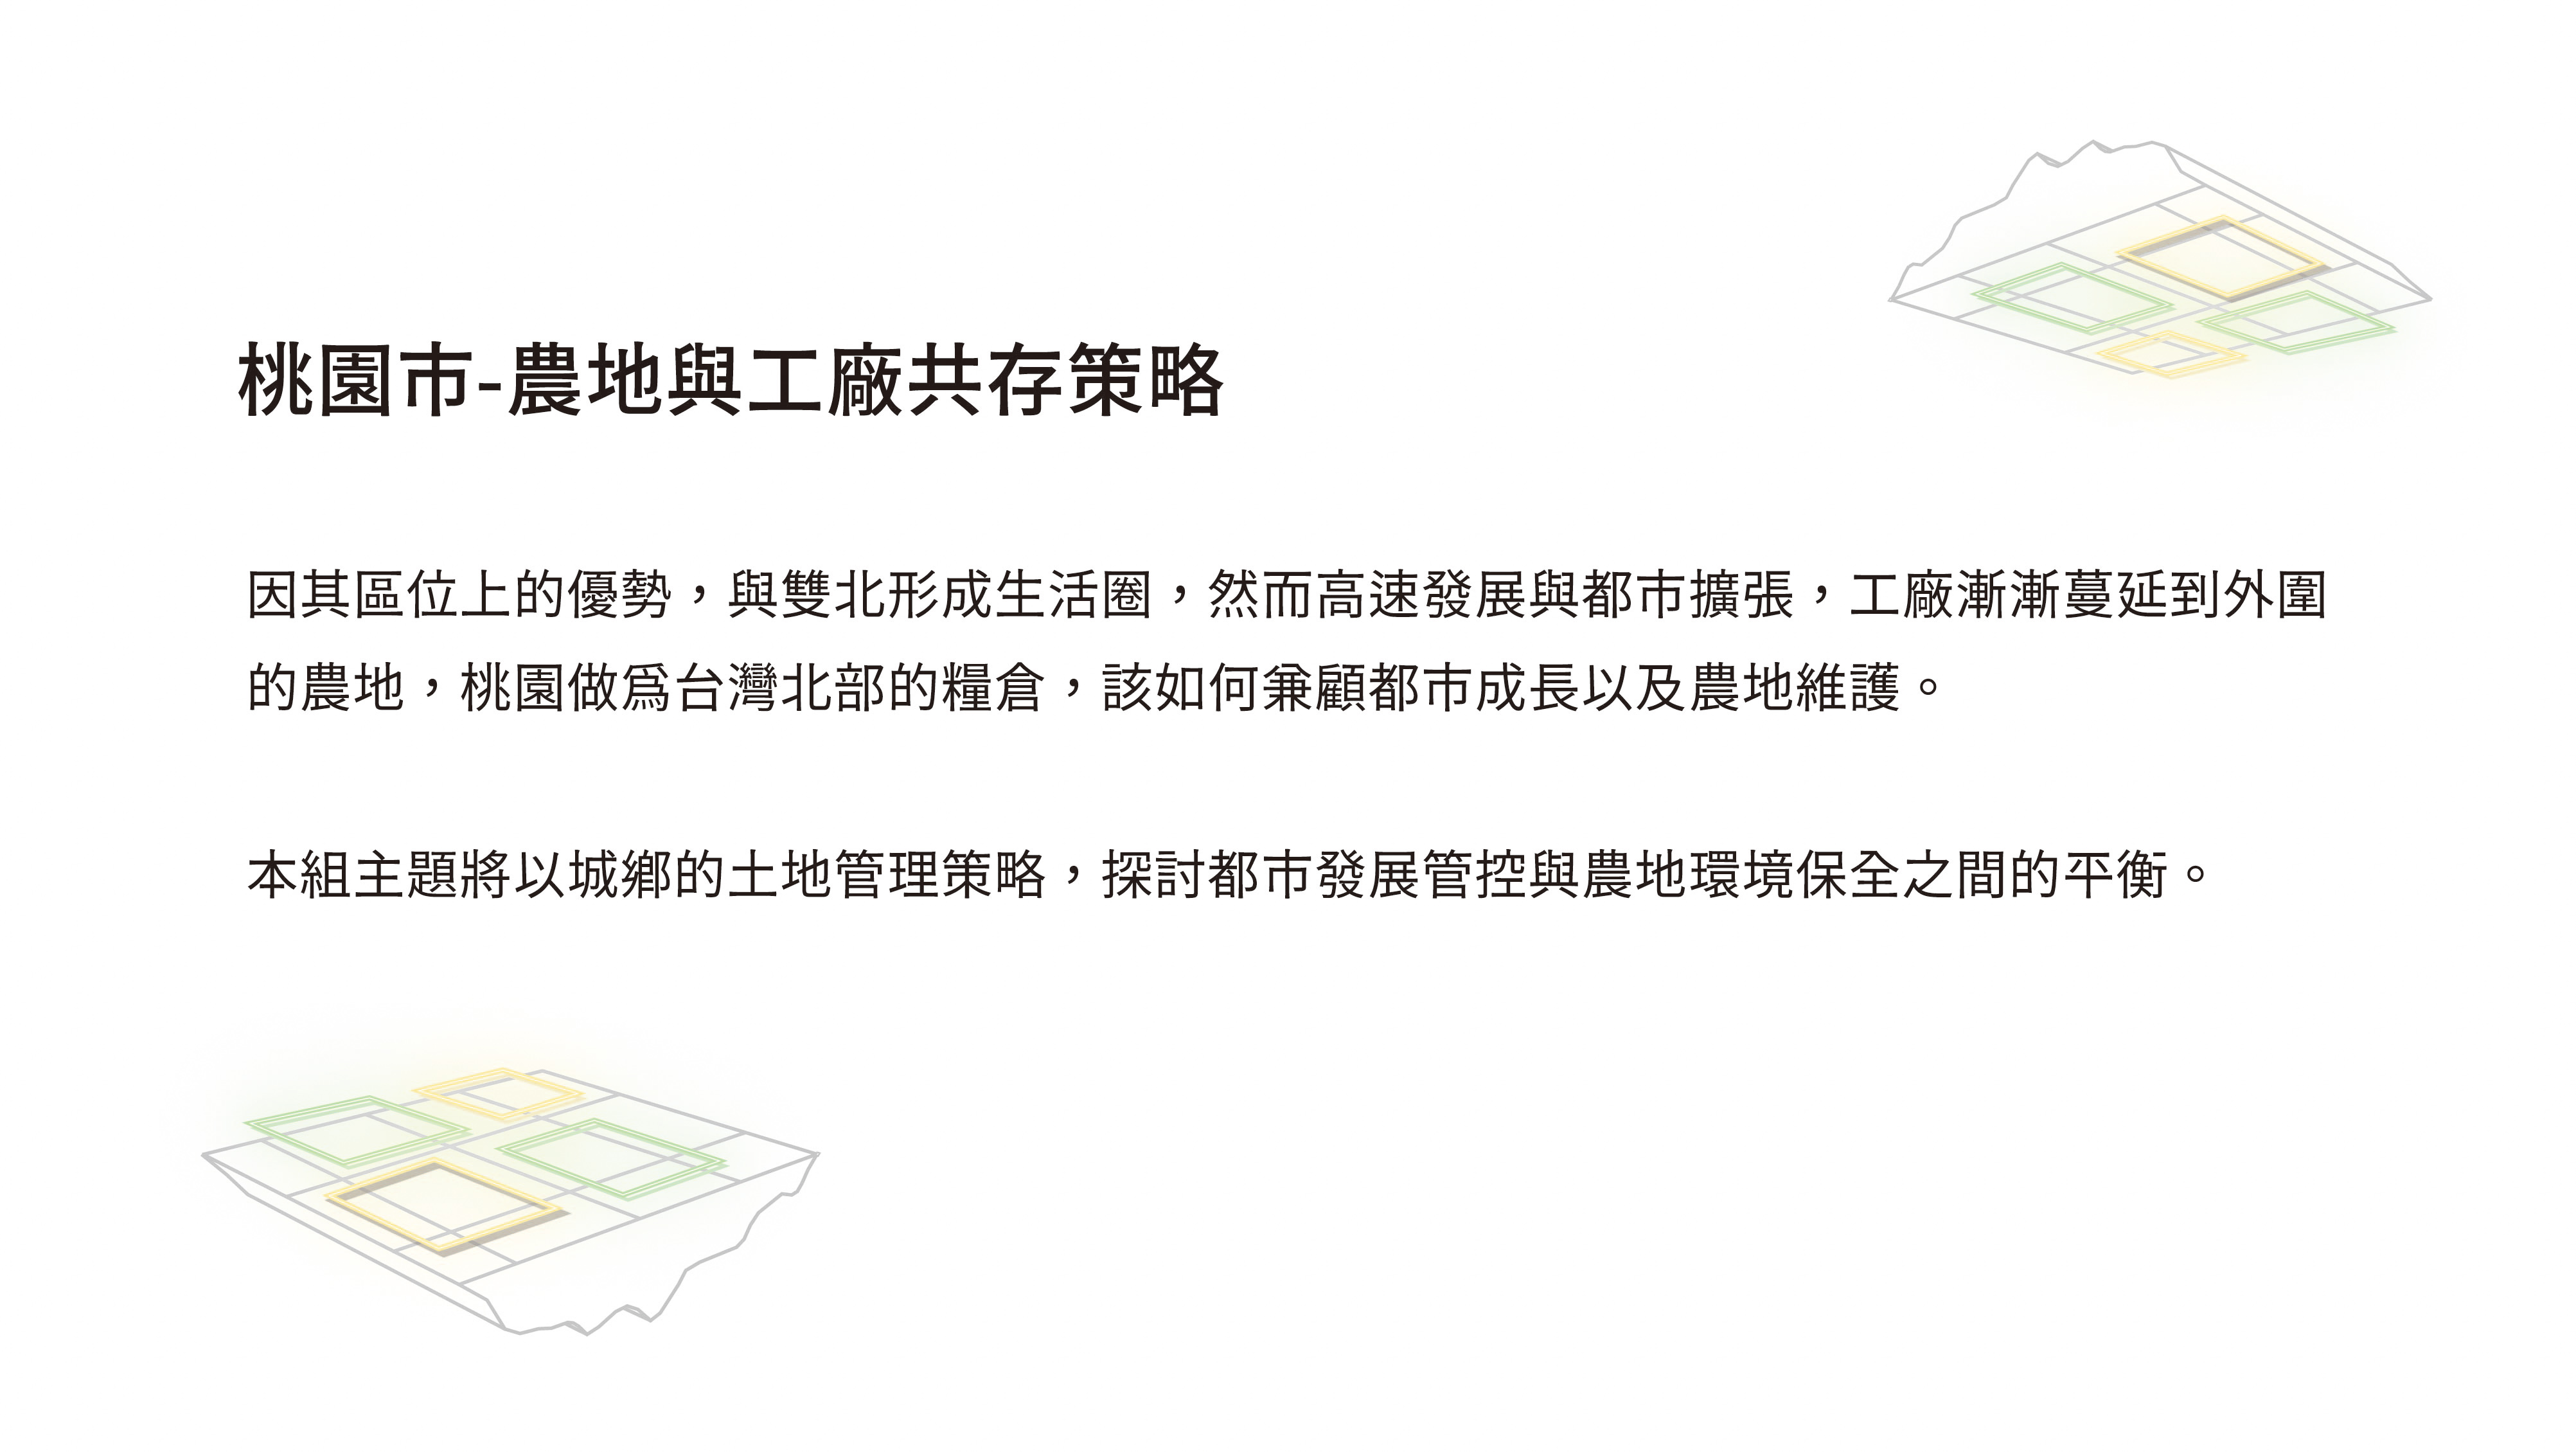 桃園市-農地與工廠共存策略
因其區位上的優勢，與雙北形成生活圈，然而高速發展與都市擴張，工廠漸漸蔓延到外圍
的農地，桃園做爲台灣北部的糧倉，該如何兼顧都市成長以及農地維護。
本組主題將以城鄉的土地管理策略，探討都市發展管控與農地環境保全之間的平衡。